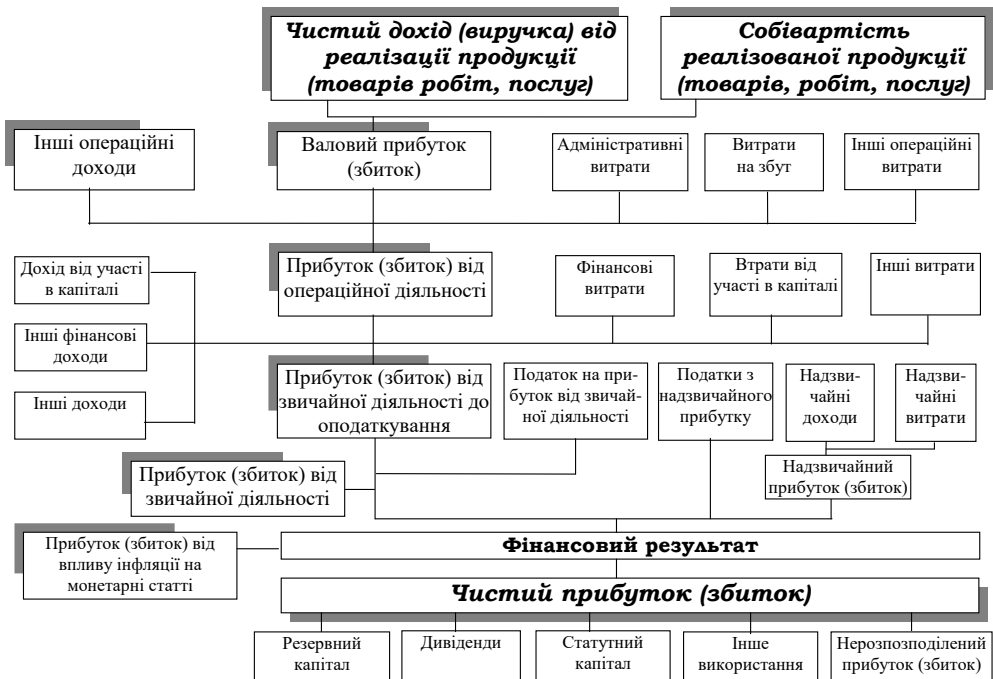 Чистий дохід (виручка) від
реалізації продукції
(товарів робіт, послуг)
Собівартість
реалізованої продукції
(товарів, робіт, послуг)
Інші операційні
доходи
Валовий прибуток
(збиток)
Адміністративні
витрати
Витрати
на збут
Інші операційні
витрати
Дохід від участі
в капіталі
Прибуток (збиток) від
операційної діяльності
Фінансові
витрати
Втрати від
участі в капіталі
Інші витрати
Інші фінансові
доходи
Інші доходи
Прибуток (збиток) від
звичайної діяльності до
оподаткування
Податок на при-
буток від звичай-
ної діяльності
Податки з
надзвичайного
прибутку
Надзви-
чайні
доходи
Надзви-
чайні
витрати
Прибуток (збиток) від
звичайної діяльності
Надзвичайний
прибуток (збиток)
Прибуток (збиток) від
впливу інфляції на
монетарні статті
Фінансовий результат
Чистий прибуток (збиток)
Резервний
капітал
Дивіденди
Статутний
капітал
Інше
використання
Нерозпозподілений
прибуток (збиток)